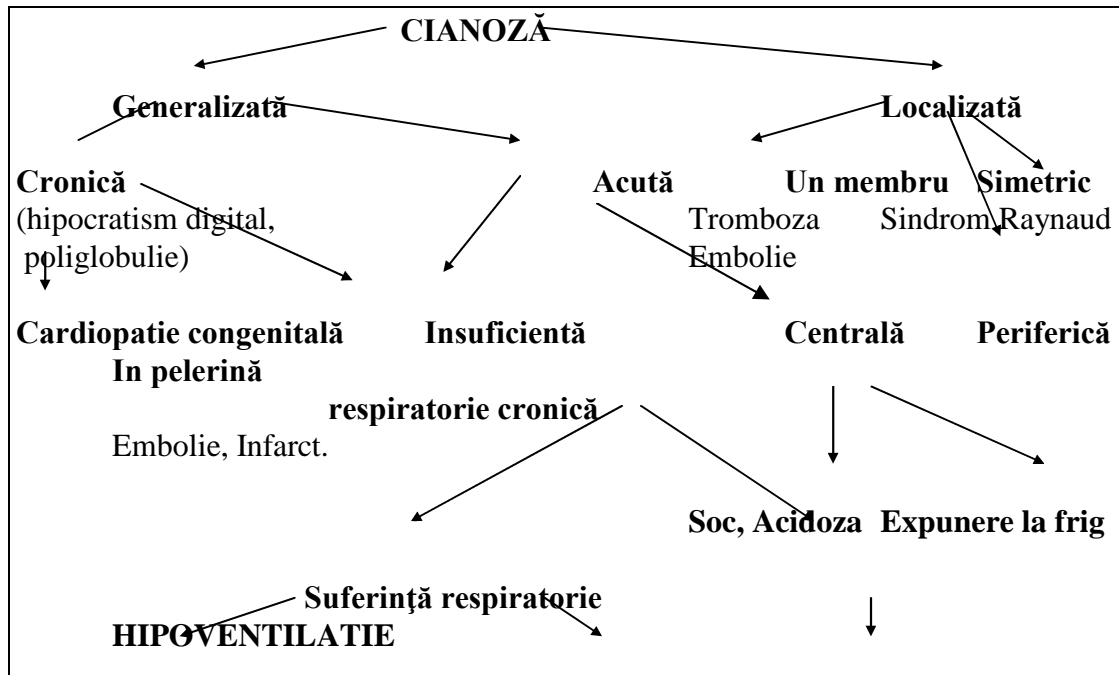 CIANOZĂ
Generalizată Localizată
Cronică Acută Un membru Simetric
(hipocratism digital, Tromboza Sindrom Raynaud
poliglobulie) Embolie
Cardiopatie congenitală Insuficientă Centrală Periferică
In pelerină
respiratorie cronică
Embolie, Infarct.
Soc, Acidoza Expunere la frig
Suferinţă respiratorie
HIPOVENTILATIE